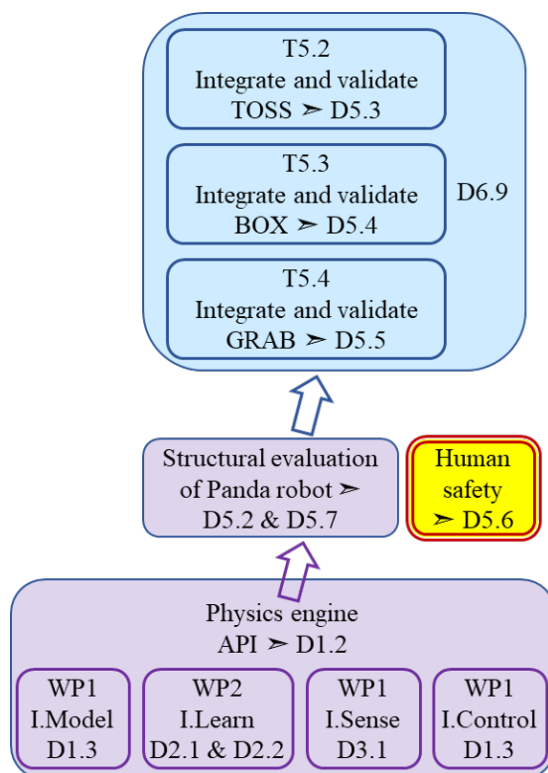 T5.2
Integrate and validate
TOSS ➣ D5.3
T5.3
Integrate and validate
BOX ➣ D5.4
D6.9
T5.4
Integrate and validate
GRAB ➣ D5.5
Structural evaluation
of Panda robot ➣
D5.2 & D5.7
Human
safety
➣ D5.6
Physics engine
API ➣ D1.2
WP1
I.Model
D1.3
WP2
I.Learn
D2.1 & D2.2
WP1
I.Sense
D3.1
WP1
I.Control
D1.3